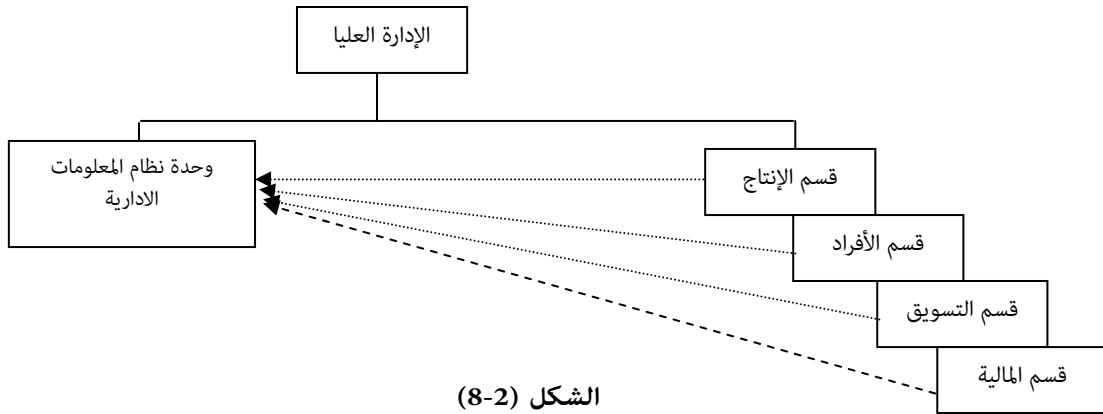 الإدارة العليا
وحدة نظام المعلومات
الادارية
قسم الإنتاج
قسم الأفراد
قسم التسويق
قسم المالية
الشكل (2-8)